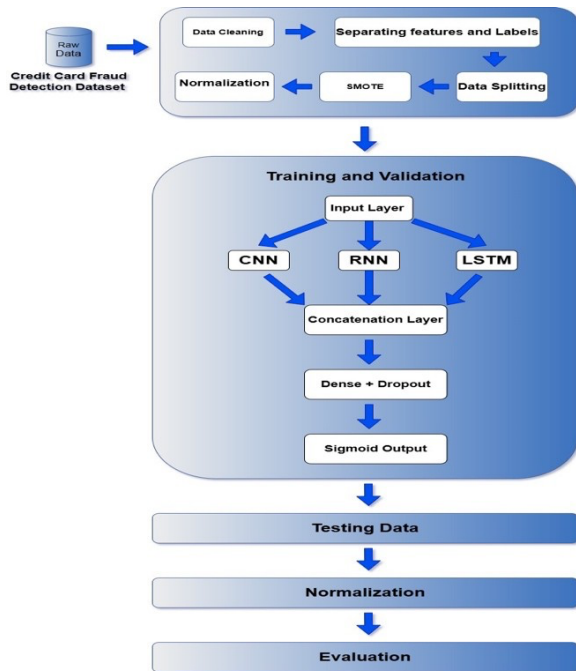 Raw
Data
Credit Card Fraud
Detection Dataset
Data Cleaning
Separating features and Labels
Data Splitting
SMOTE
Normalization
Training and Validation
Input Layer
CNN
RNN
LSTM
Concatenation Layer
Dense + Dropout
Sigmoid Output
Testing Data
Normalization
Evaluation